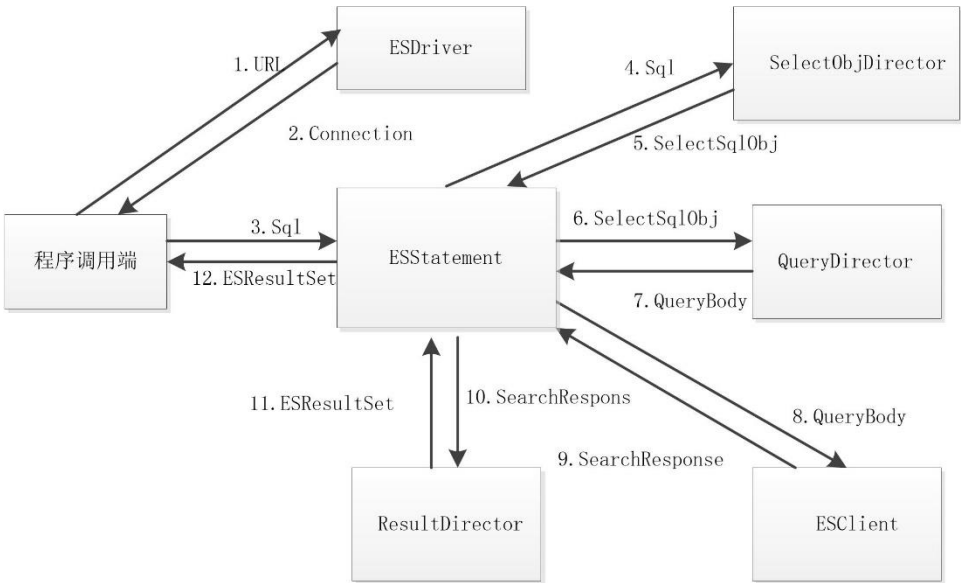 ESDriver
1.URL
4.Sql
SelectObjDirector
2.Connection
5.SelectSqlObj
3.Sql
6.SelectSqlObj
程序调用端
ESStatement
QueryDirector
12.ESResultSet
7.QueryBody
11.ESResultSet
10.SearchRespons
8.QueryBody
9.SearchResponse
ResultDirector
ESClient